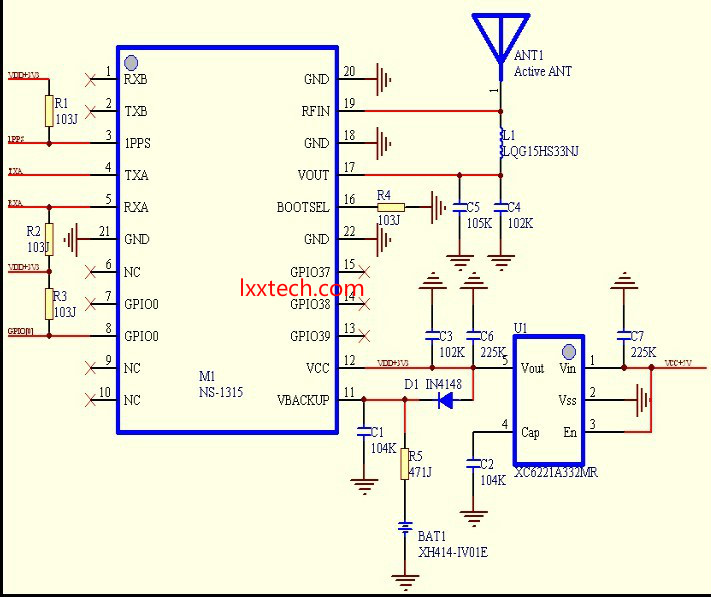 ANT1
Active ANT
1
VDD+3V3
R1
103J
1PPS
TXA
RXA
R2
103J
VDD+3V3
R3
103J
GPIO[0]
1 RXB
2 TXB
3 1PPS
4 TXA
5 RXA
21 GND
6 NC
7 GPIO0
8 GPIO0
9 NC
10 NC
GND 20
RFIN 19
GND 18
VOUT 17
BOOTSEL 16
GND 22
GPIO37 15
GPIO38 14
GPIO39 13
VCC 12
VBACKUP 11
M1
NS-1315
lxxtech.com
L1
LQG15HS33NJ
R4
103J
C5
105K
C4
102K
C3
102K
C6
225K
VDD+3V3
D1 IN4148
C1
104K
R5
471J
BAT1
XH414-IV01E
C2
104K
U1
5 Vout
4 Cap
Vin 1
Vss 2
En 3
XC6221A332MR
C7
225K
VCC+5V